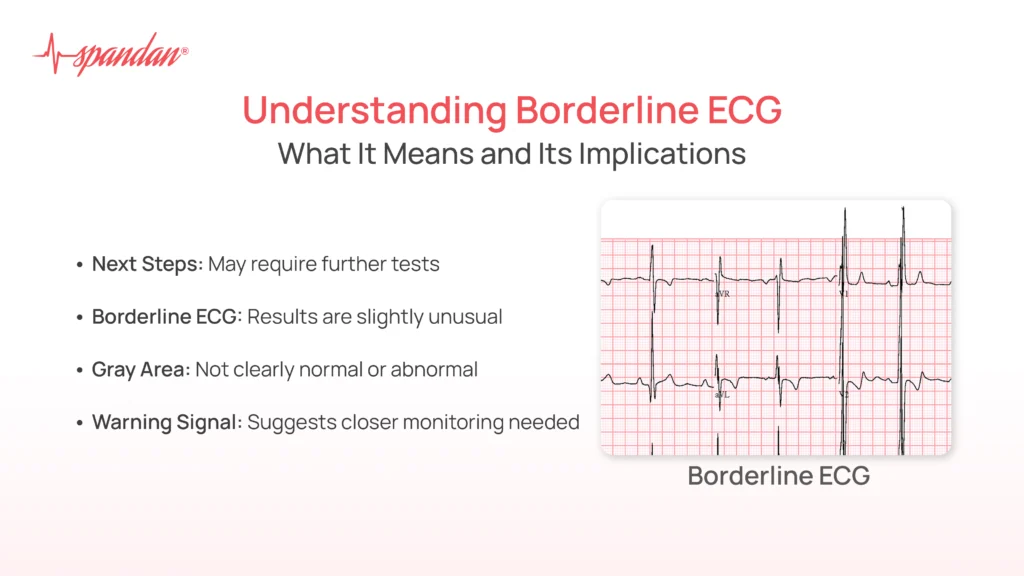 spandan®
Understanding Borderline ECG
What It Means and Its Implications
• Next Steps: May require further tests
• Borderline ECG: Results are slightly unusual
• Gray Area: Not clearly normal or abnormal
• Warning Signal: Suggests closer monitoring needed
aVR
V1
aVL
V2
Borderline ECG